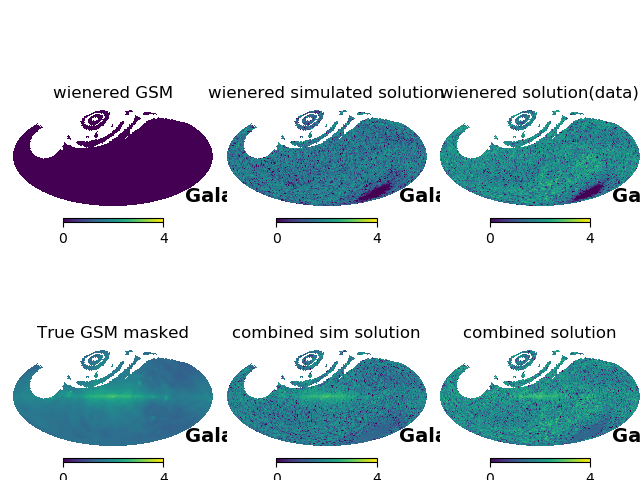 wienered GSM
wienered simulated solution
wienered solution(data)
Gala
Gala
Ga
0 4
0 4
0 4
True GSM masked
combined sim solution
combined solution
Gala
Gala
Ga
0 4
0 4
0 4